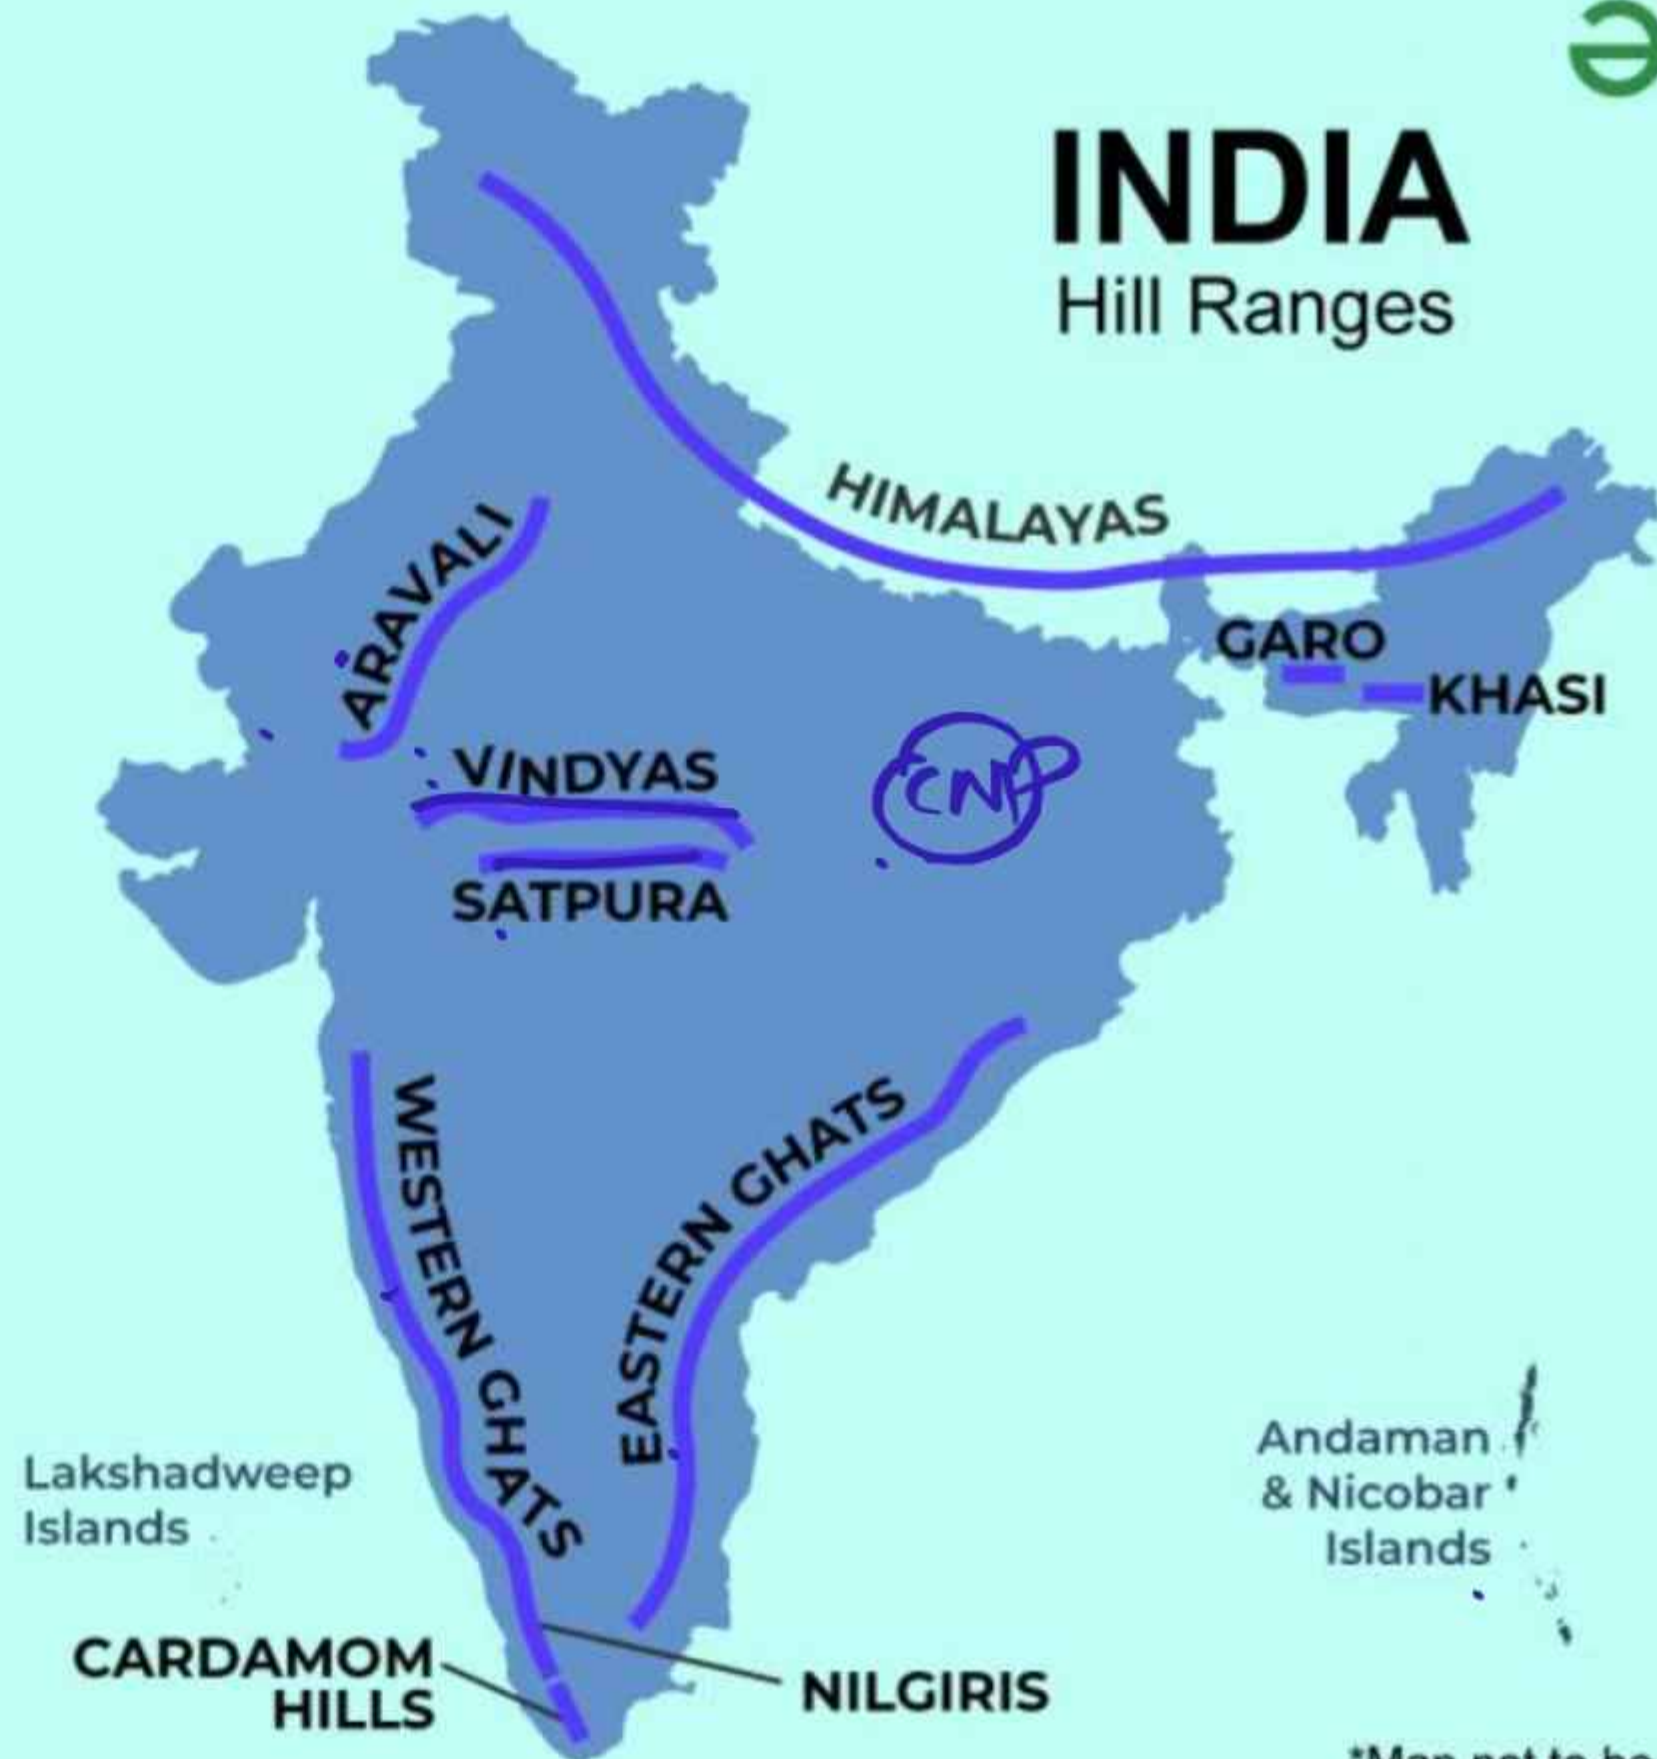 INDIA
Hill Ranges
HIMALAYAS
ARAVALI
GARO
KHASI
VINDYAS
CNP
SATPURA
WESTERN GHATS
EASTERN GHATS
Lakshadweep
Islands
Andaman
& Nicobar
Islands
CARDAMOM
HILLS
NILGIRIS